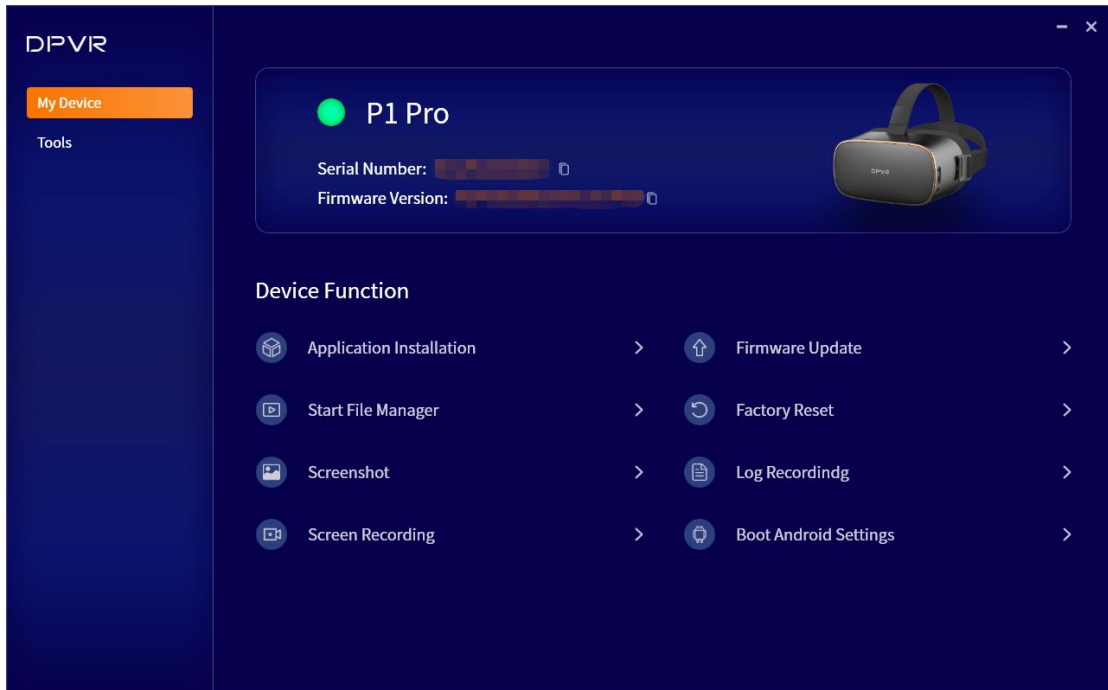 DPVR
My Device
Tools
P1 Pro
Serial Number:
Firmware Version:
DPVR
Device Function
Application Installation
Firmware Update
Start File Manager
Factory Reset
Screenshot
Log Recordindg
Screen Recording
Boot Android Settings